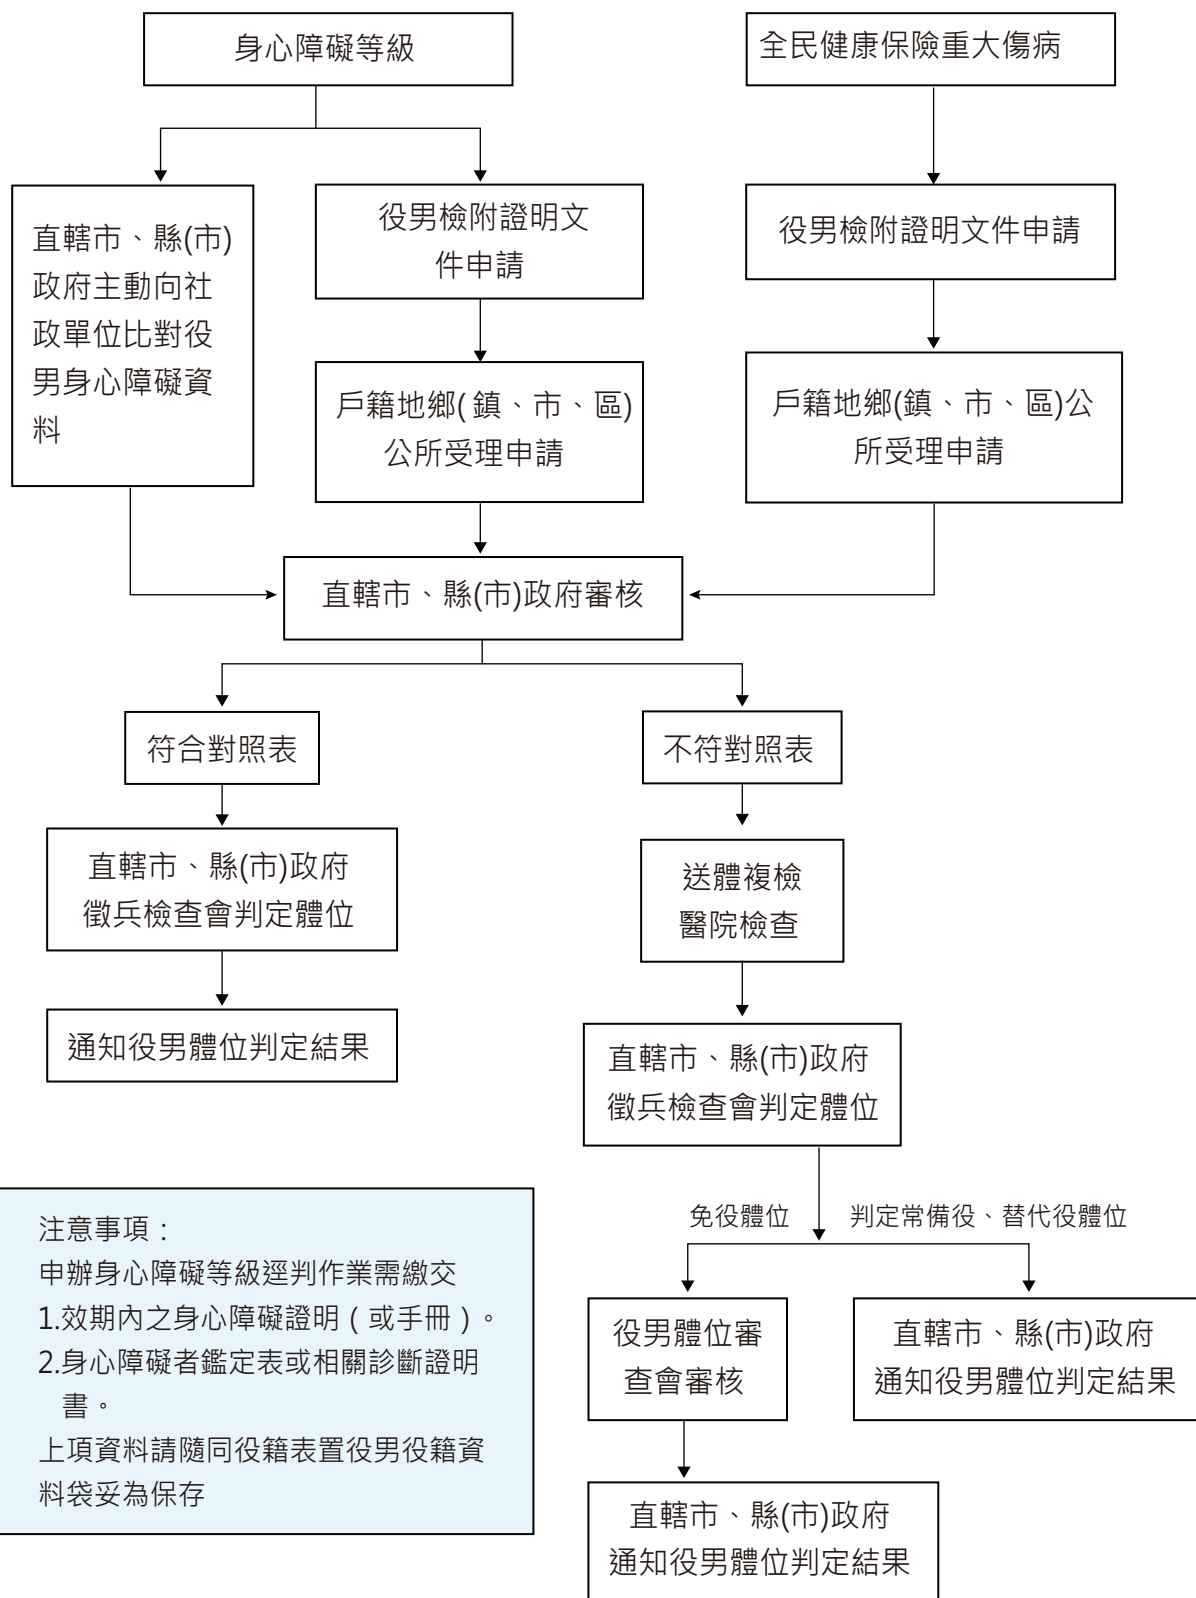 身心障礙等級
全民健康保險重大傷病
直轄市、縣(市)
政府主動向社
政單位比對役
男身心障礙資
料
役男檢附證明文
件申請
役男檢附證明文件申請
戶籍地鄉(鎮、市、區)
公所受理申請
戶籍地鄉(鎮、市、區)公
所受理申請
直轄市、縣(市)政府審核
符合對照表
不符對照表
直轄市、縣(市)政府
徵兵檢查會判定體位
送體複檢
醫院檢查
通知役男體位判定結果
直轄市、縣(市)政府
徵兵檢查會判定體位
免役體位
判定常備役、替代役體位
注意事項：
申辦身心障礙等級逕判作業需繳交
1.效期內之身心障礙證明（或手冊）。
2.身心障礙者鑑定表或相關診斷證明
書。
上項資料請隨同役籍表置役男役籍資
料袋妥為保存
役男體位審
查會審核
直轄市、縣(市)政府
通知役男體位判定結果
直轄市、縣(市)政府
通知役男體位判定結果